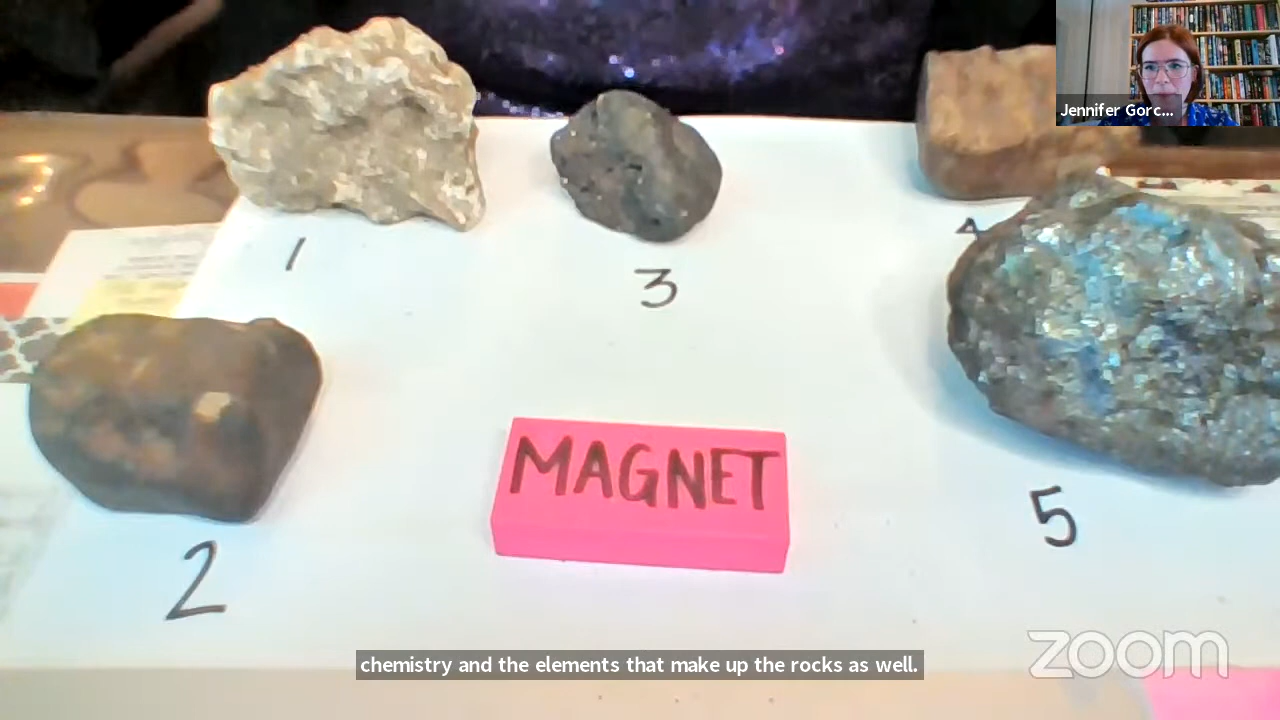 Jennifer Gorc...
1
3
4
2
MAGNET
5
chemistry and the elements that make up the rocks as well.
zoom